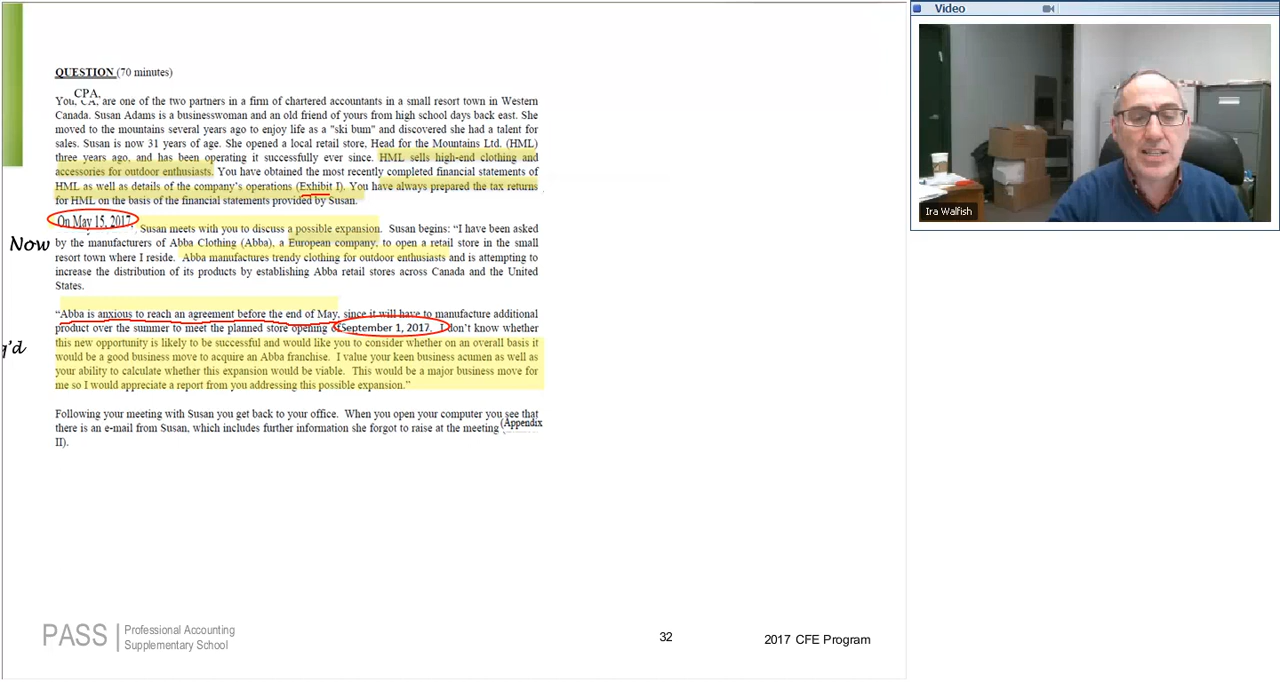 Video
QUESTION (70 minutes)
CPA,
You, CA, are one of the two partners in a firm of chartered accountants in a small resort town in Western
Canada. Susan Adams is a businesswoman and an old friend of yours from high school days back east. She
moved to the mountains several years ago to enjoy life as a "ski bum" and discovered she had a talent for
sales. Susan is now 31 years of age. She opened a local retail store, Head for the Mountains Ltd. (HML)
three years ago, and has been operating it successfully ever since. HML sells high-end clothing and
accessories for outdoor enthusiasts. You have obtained the most recently completed financial statements of
HML as well as details of the company's operations (Exhibit I). You have always prepared the tax returns
for HML on the basis of the financial statements provided by Susan.
Ira Walfish
On May 15, 2017, Susan meets with you to discuss a possible expansion. Susan begins: "I have been asked
Now by the manufacturers of Abba Clothing (Abba), a European company, to open a retail store in the small
resort town where I reside. Abba manufactures trendy clothing for outdoor enthusiasts and is attempting to
increase the distribution of its products by establishing Abba retail stores across Canada and the United
States.
"Abba is anxious to reach an agreement before the end of May, since it will have to manufacture additional
product over the summer to meet the planned store opening of September 1, 2017. I don't know whether
q'd this new opportunity is likely to be successful and would like you to consider whether on an overall basis it
would be a good business move to acquire an Abba franchise. I value your keen business acumen as well as
your ability to calculate whether this expansion would be viable. This would be a major business move for
me so I would appreciate a report from you addressing this possible expansion."
Following your meeting with Susan you get back to your office. When you open your computer you see that
there is an e-mail from Susan, which includes further information she forgot to raise at the meeting (Appendix
II).
PASS | Professional Accounting
Supplementary School
32
2017 CFE Program